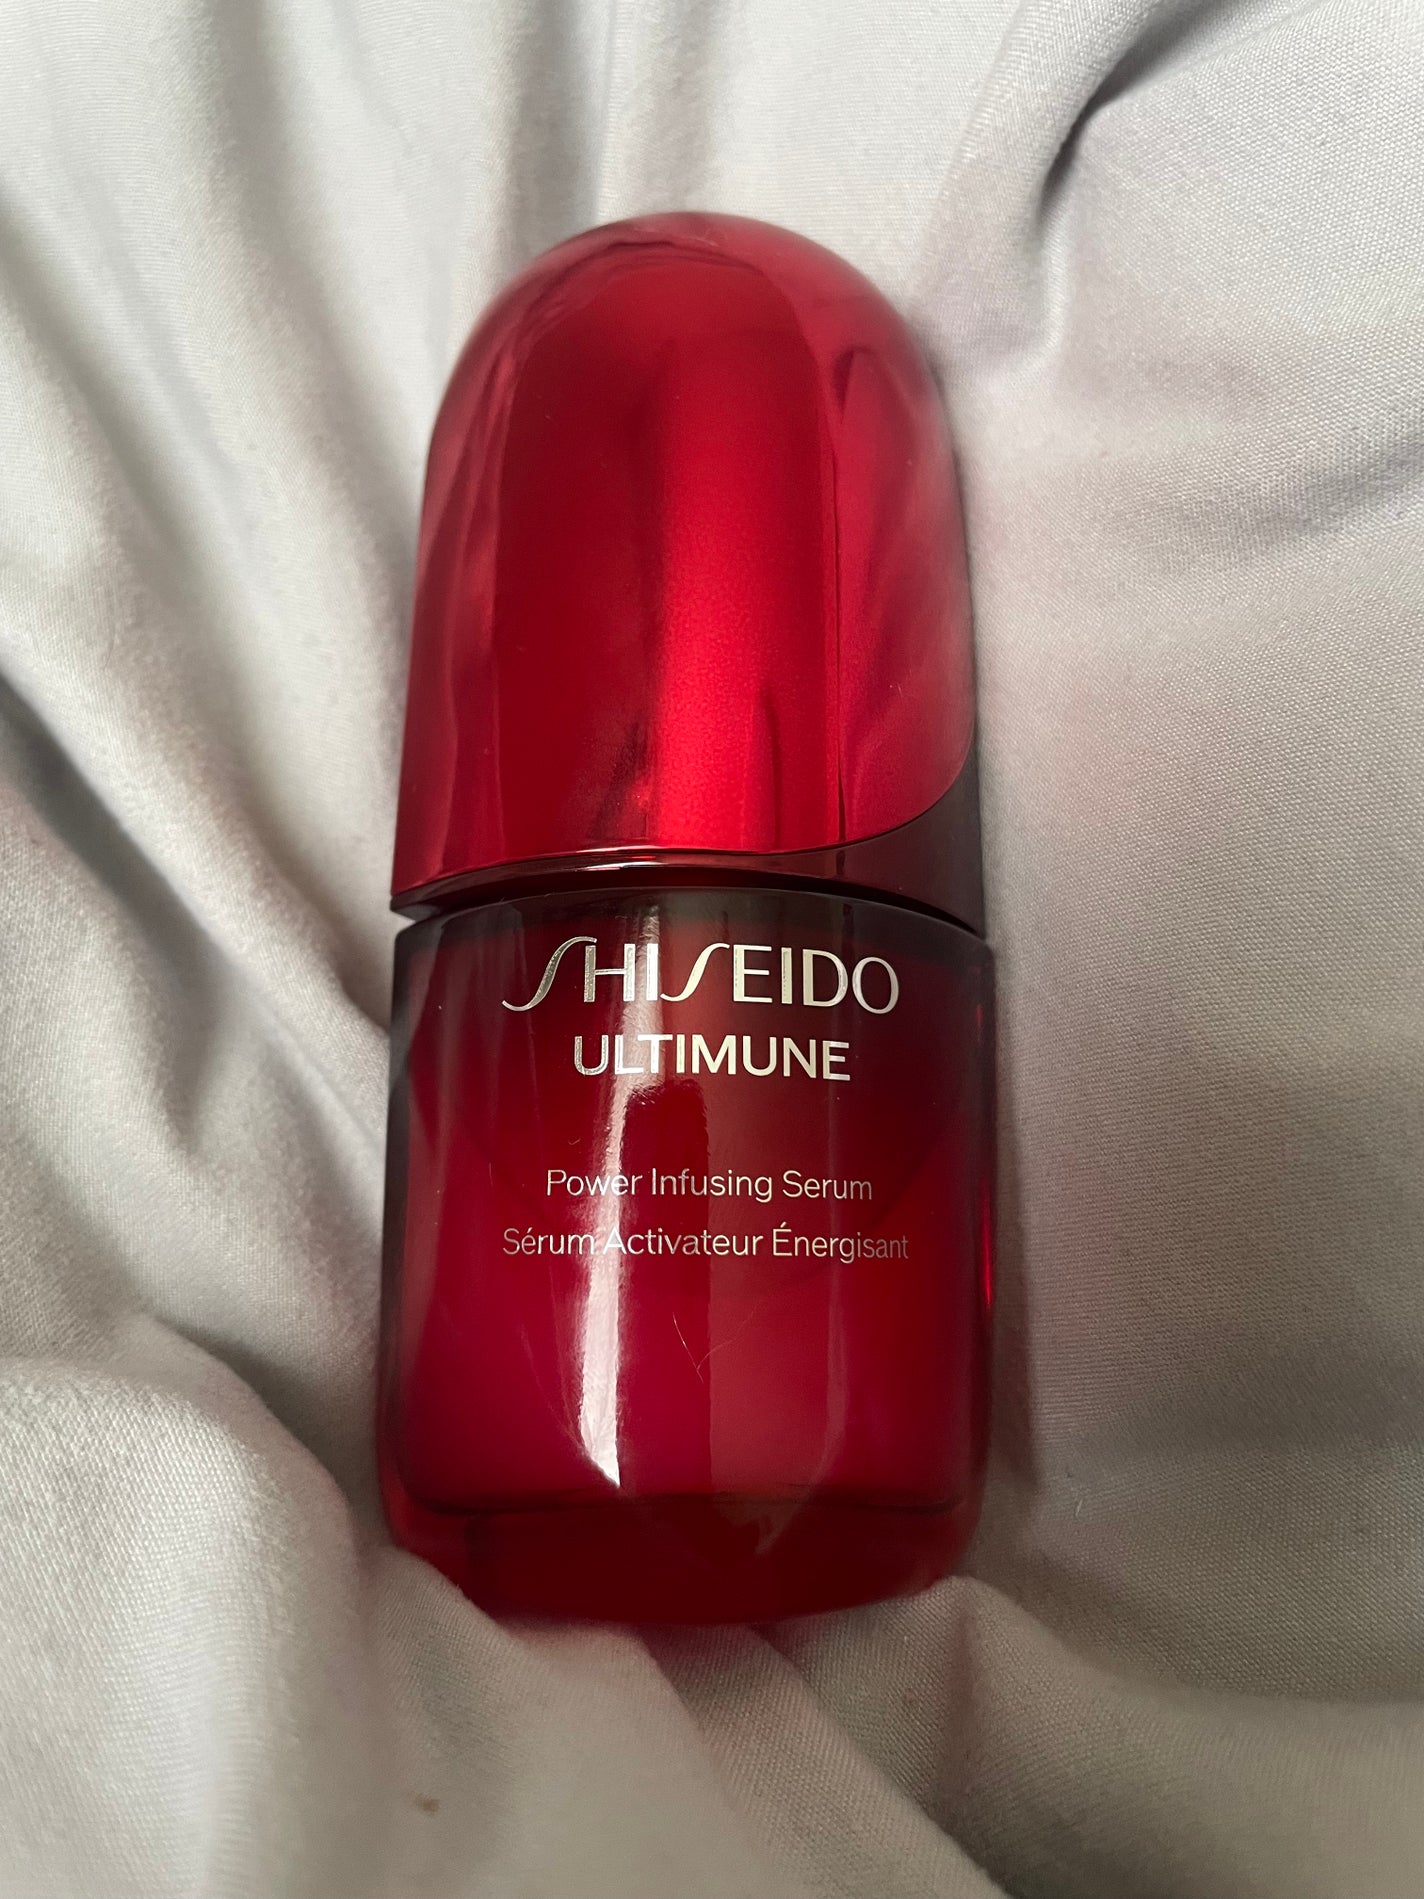 SHISEIDO
ULTIMUNE
Power Infusing Serum
Sérum Activateur Énergisant